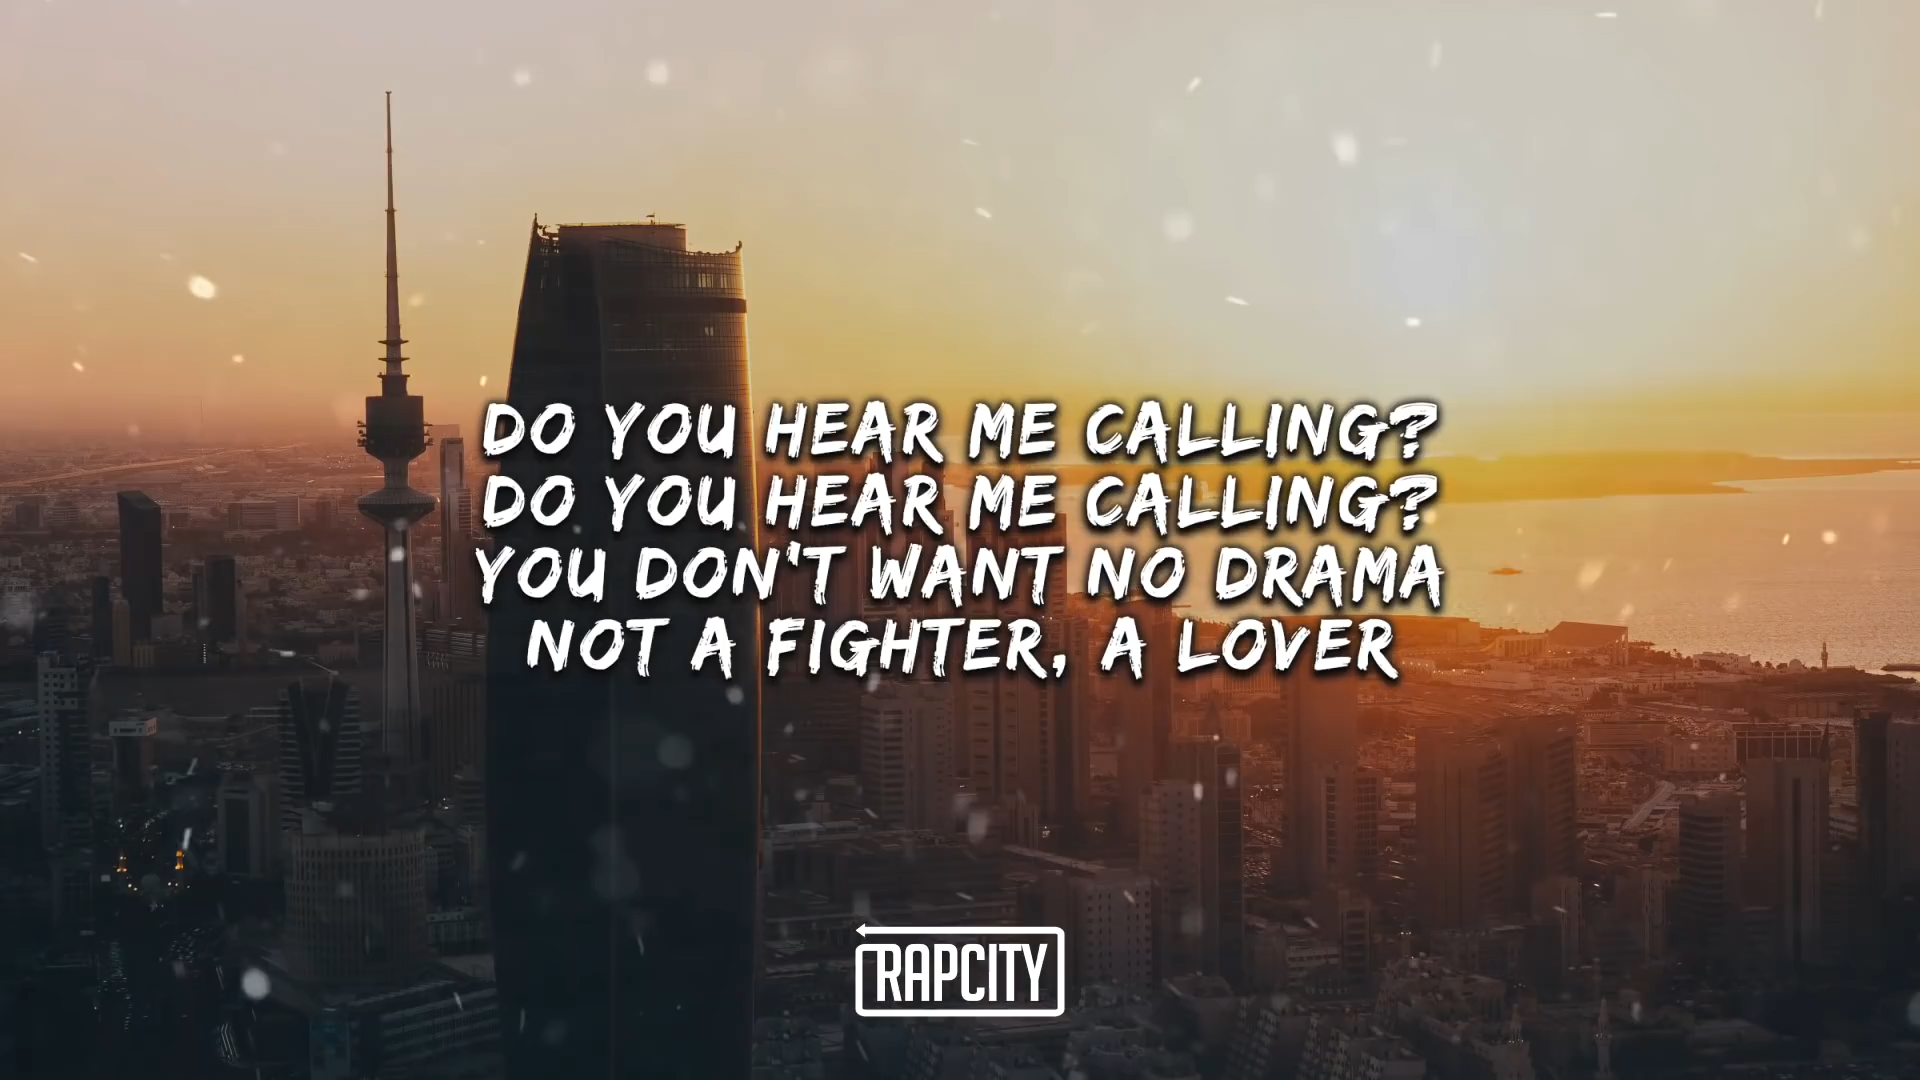 DO YOU HEAR ME CALLING?
DO YOU HEAR ME CALLING?
YOU DON'T WANT NO DRAMA
NOT A FIGHTER, A LOVER
RAPCITY